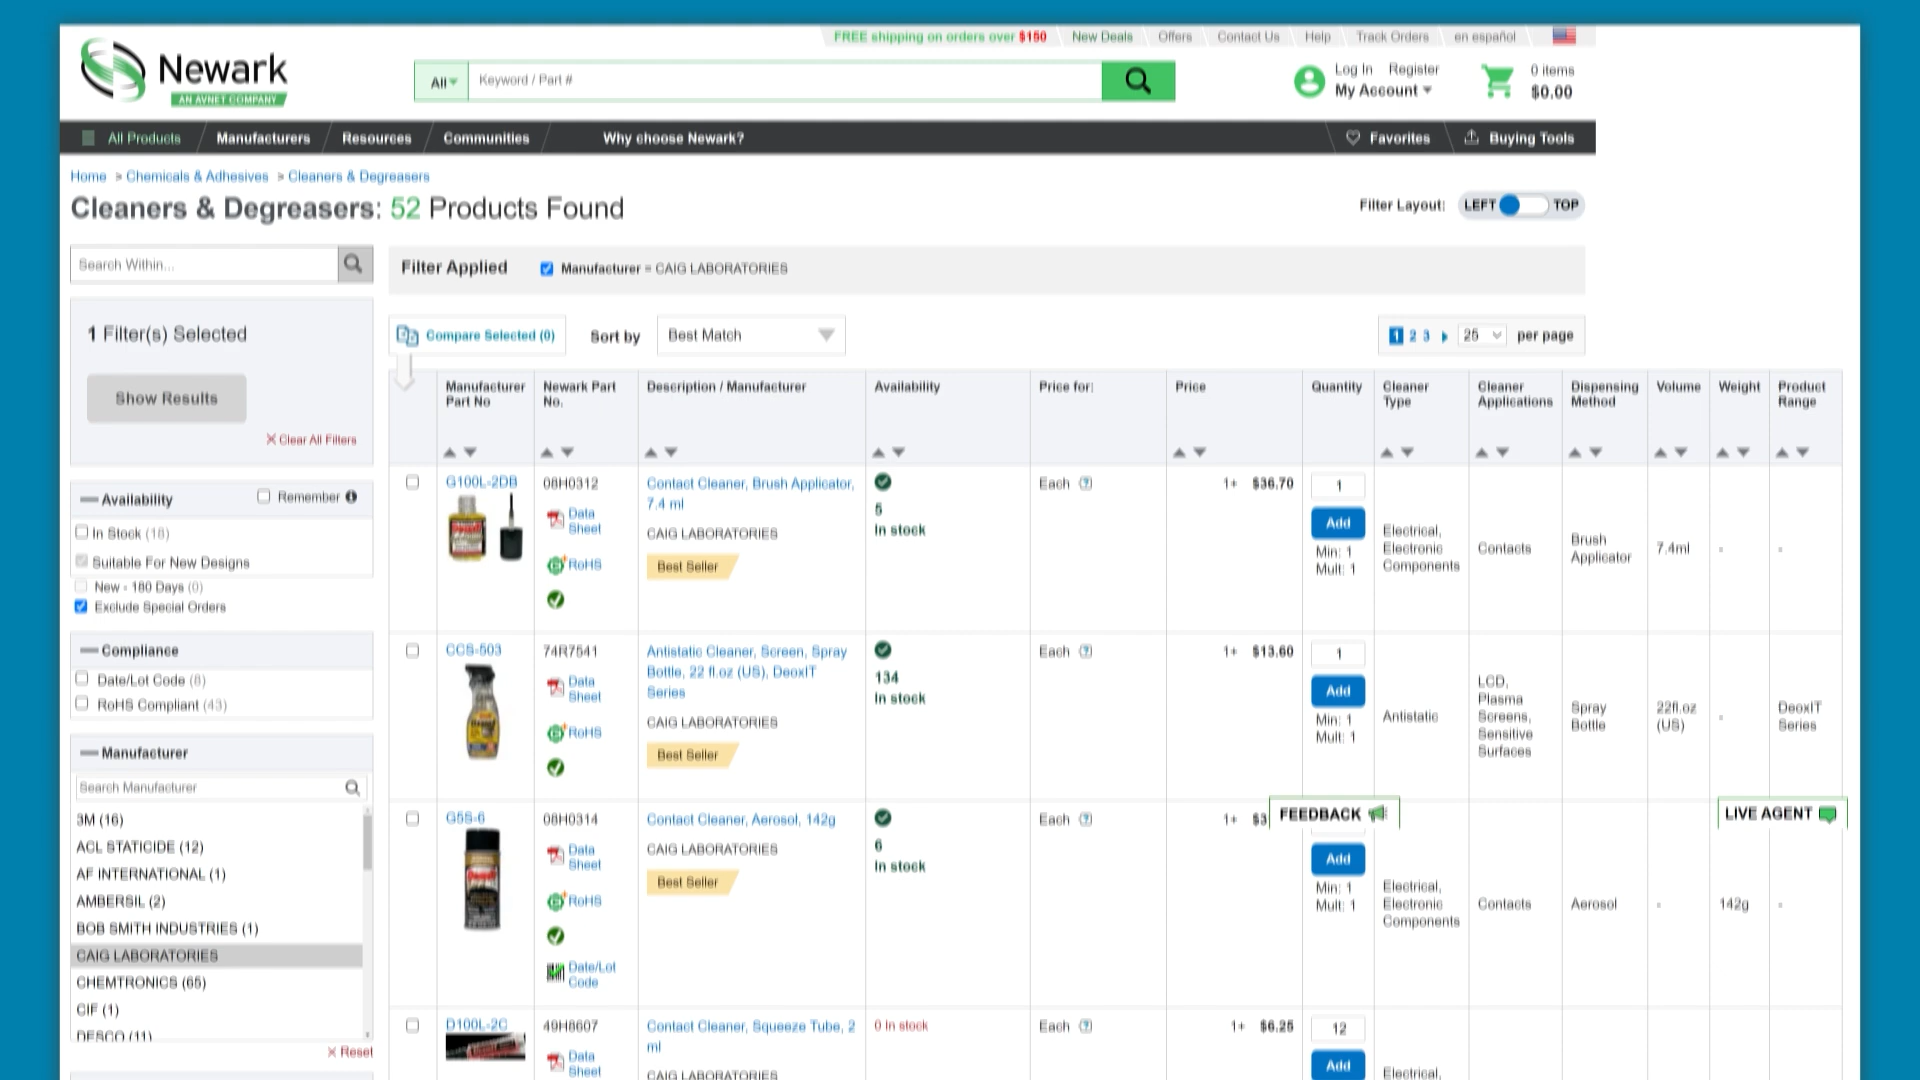 FREE shipping on orders over $150
New Deals
Offers
Contact Us
Help
Track Orders
en español
Newark
AN AVNET COMPANY
All
Keyword / Part #
Log In Register
My Account
0 items
$0.00
All Products
Manufacturers
Resources
Communities
Why choose Newark?
Favorites
Buying Tools
Home » Chemicals & Adhesives » Cleaners & Degreasers
Cleaners & Degreasers: 52 Products Found
Filter Layout: LEFT TOP
Search Within...
Filter Applied
Manufacturer = CAIG LABORATORIES
1 Filter(s) Selected
Show Results
Clear All Filters
Compare Selected (0)
Sort by
Best Match
1 2 3
25
per page
Manufacturer
Part No
Newark Part
No.
Description / Manufacturer
Availability
Price for:
Price
Quantity
Cleaner
Type
Cleaner
Applications
Dispensing
Method
Volume
Weight
Product
Range
Availability
Remember
In Stock (18)
Suitable For New Designs
New - 180 Days (0)
Exclude Special Orders
Compliance
Date/Lot Code (8)
RoHS Compliant (43)
Manufacturer
Search Manufacturer
3M (16)
ACL STATICIDE (12)
AF INTERNATIONAL (1)
AMBERSIL (2)
BOB SMITH INDUSTRIES (1)
CAIG LABORATORIES
CHEMTRONICS (65)
CIF (1)
DESCO (11)
Reset
G100L-2DB
08H0312
Data
Sheet
RoHS
Contact Cleaner, Brush Applicator,
7.4 ml
CAIG LABORATORIES
Best Seller
5
In stock
Each
1+ $36.70
1
Add
Min: 1
Mult: 1
Electrical,
Electronic
Components
Contacts
Brush
Applicator
7.4ml
-
-
CCS-503
74R7541
Data
Sheet
RoHS
Antistatic Cleaner, Screen, Spray
Bottle, 22 fl.oz (US), DeoxIT
Series
CAIG LABORATORIES
Best Seller
134
In stock
Each
1+ $13.60
1
Add
Min: 1
Mult: 1
Antistatic
LCD,
Plasma
Screens,
Sensitive
Surfaces
Spray
Bottle
22fl.oz
(US)
-
DeoxIT
Series
G5S-6
08H0314
Data
Sheet
RoHS
Date/Lot
Code
Contact Cleaner, Aerosol, 142g
CAIG LABORATORIES
Best Seller
6
In stock
Each
1+ $3
FEEDBACK
LIVE AGENT
Add
Min: 1
Mult: 1
Electrical,
Electronic
Components
Contacts
Aerosol
-
142g
-
D100L-2C
49H8607
Data
Sheet
Contact Cleaner, Squeeze Tube, 2
ml
CAIG LABORATORIES
0 In stock
Each
1+ $6.25
12
Add
Electrical,